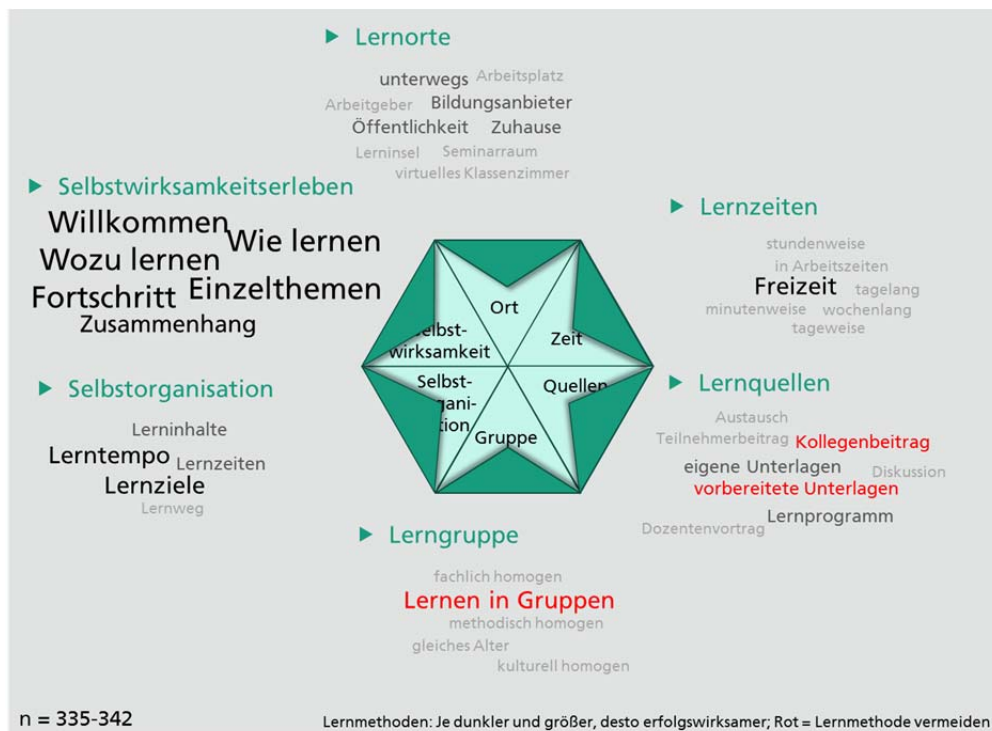 ► Lernorte
unterwegs Arbeitsplatz
Arbeitgeber Bildungsanbieter
Öffentlichkeit Zuhause
Lerninsel Seminarraum
virtuelles Klassenzimmer
► Selbstwirksamkeitserleben
Willkommen
Wie lernen
Wozu lernen
Einzelthemen
Fortschritt
Zusammenhang
► Lernzeiten
stundenweise
in Arbeitszeiten
Freizeit tagelang
minutenweise wochenlang
tageweise
Ort
Zeit
elbst-
wirksamkeit
Selbst-
gani-
tion
Quellen
Gruppe
► Selbstorganisation
Lerninhalte
Lerntempo Lernzeiten
Lernziele
Lernweg
► Lernquellen
Austausch
Teilnehmerbeitrag Kollegenbeitrag
eigene Unterlagen Diskussion
vorbereitete Unterlagen
Lernprogramm
Dozentenvortrag
► Lerngruppe
fachlich homogen
Lernen in Gruppen
methodisch homogen
gleiches Alter
kulturell homogen
n = 335-342
Lernmethoden: Je dunkler und größer, desto erfolgswirksamer; Rot = Lernmethode vermeiden